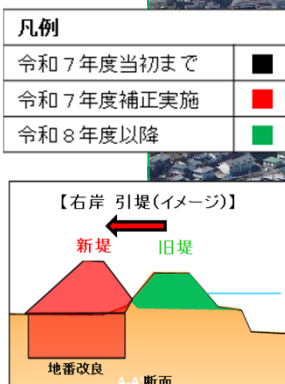 凡例
令和7年度当初まで
令和7年度補正実施
令和8年度以降
【右岸 引堤(イメージ)】
新堤 旧堤
地番改良
A-A 断面